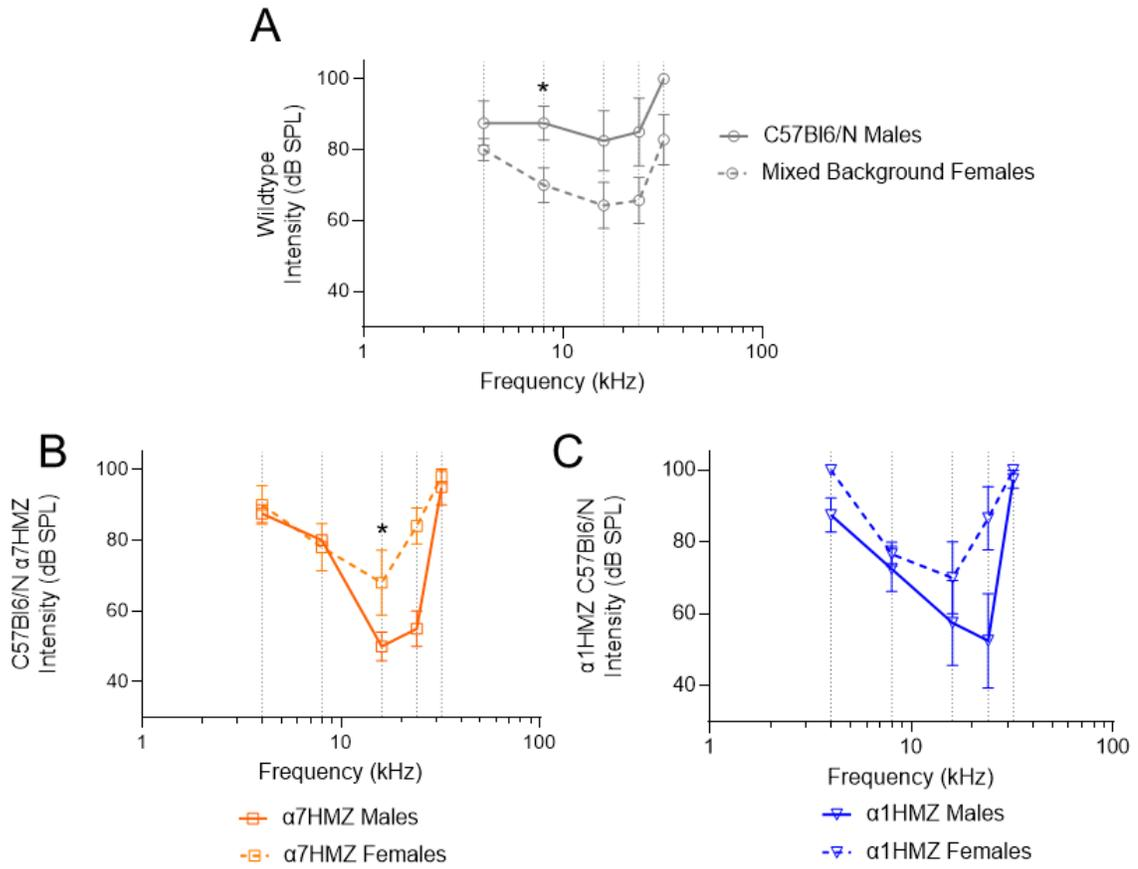 A
Wildtype
Intensity (dB SPL)
100
80
60
40
*
1
10
100
Frequency (kHz)
C57Bl6/N Males
Mixed Background Females
B
C57Bl6/N α7HMZ
Intensity (dB SPL)
100
80
60
40
*
1
10
100
Frequency (kHz)
α7HMZ Males
α7HMZ Females
C
α1HMZ C57Bl6/N
Intensity (dB SPL)
100
80
60
40
1
10
100
Frequency (kHz)
α1HMZ Males
α1HMZ Females